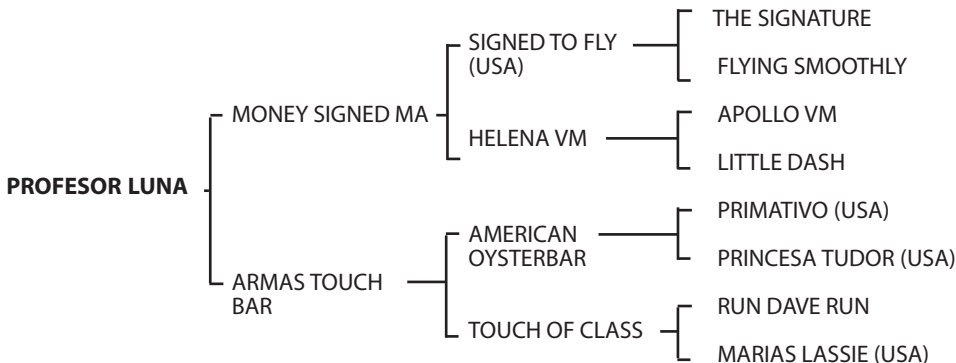 THE SIGNATURE
SIGNED TO FLY
(USA)
FLYING SMOOTHLY
MONEY SIGNED MA
APOLLO VM
HELENA VM
LITTLE DASH
PROFESOR LUNA
PRIMATIVO (USA)
AMERICAN
OYSTERBAR
PRINCESA TUDOR (USA)
ARMAS TOUCH
BAR
RUN DAVE RUN
TOUCH OF CLASS
MARIAS LASSIE (USA)